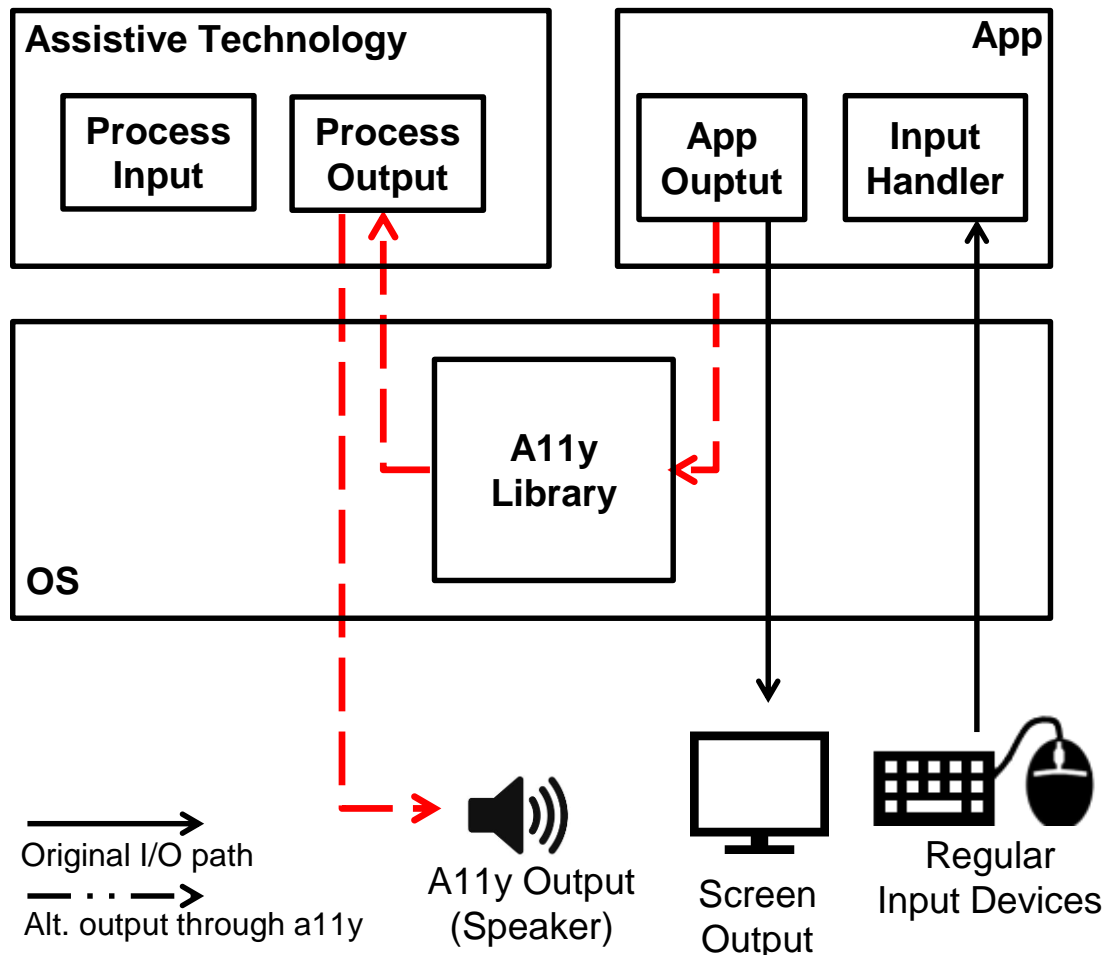 Assistive Technology
App
Process
Input
Process
Output
App
Ouptut
Input
Handler
A11y
Library
OS
Original I/O path
Alt. output through a11y
A11y Output
(Speaker)
Screen
Output
Regular
Input Devices